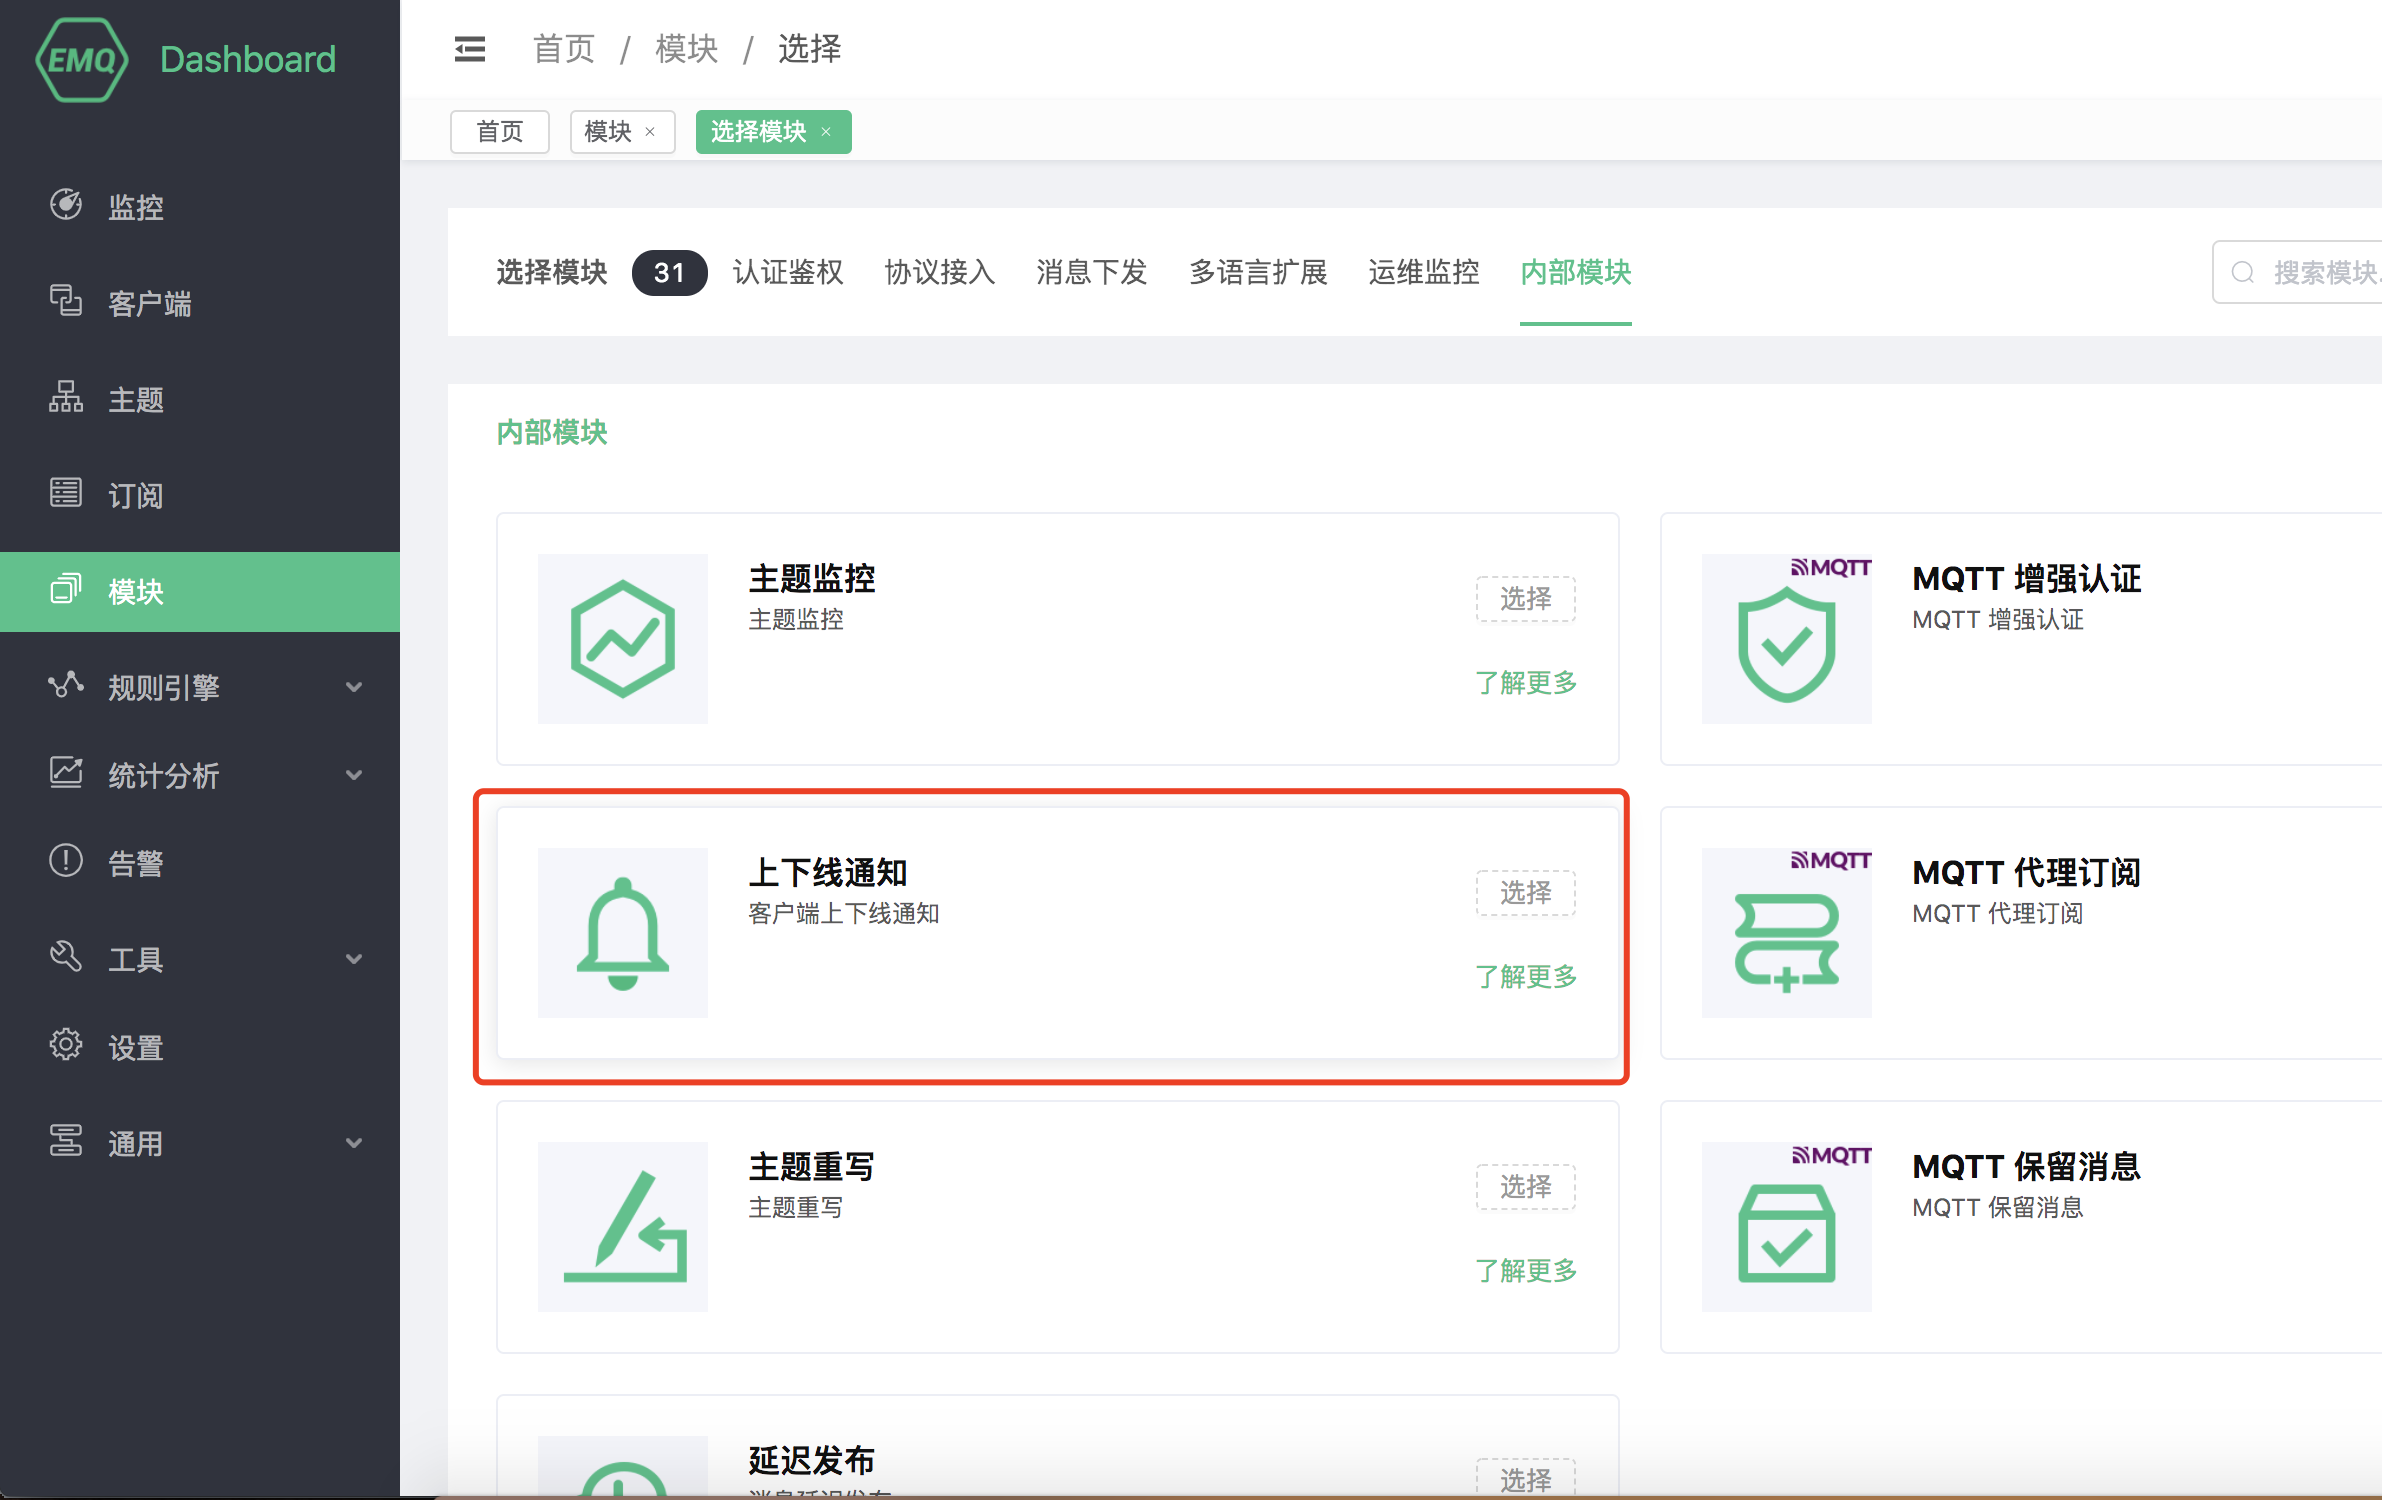 EMQ Dashboard
监控
客户端
主题
订阅
模块
规则引擎
统计分析
告警
工具
设置
通用
首页 / 模块 / 选择
首页 模块 × 选择模块 ×
选择模块 31 认证鉴权 协议接入 消息下发 多语言扩展 运维监控 内部模块 搜索模块
内部模块
主题监控
主题监控
选择
了解更多
MQTT
MQTT 增强认证
MQTT 增强认证
上下线通知
客户端上下线通知
选择
了解更多
MQTT
MQTT 代理订阅
MQTT 代理订阅
主题重写
主题重写
选择
了解更多
MQTT
MQTT 保留消息
MQTT 保留消息
延迟发布
选择